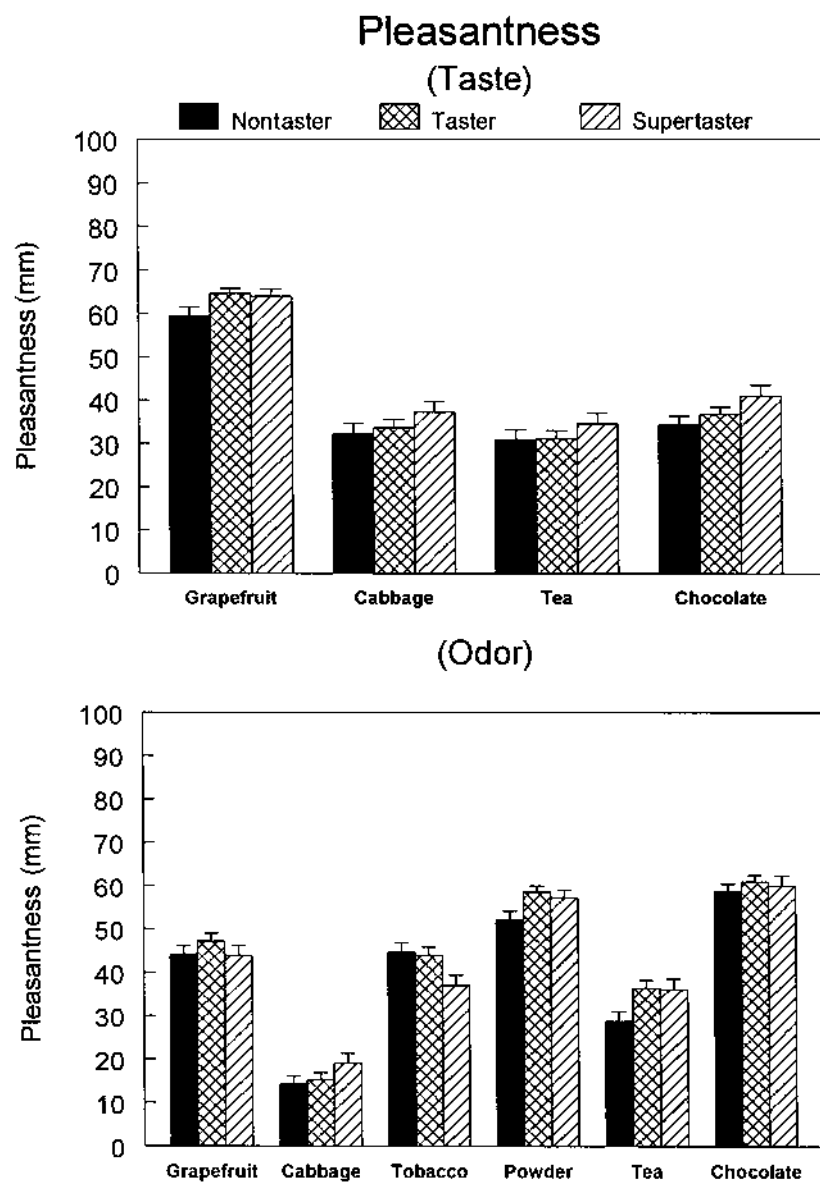 Pleasantness
(Taste)
Nontaster Taster Supertaster
100
90
80
70
60
50
40
30
20
10
0
Pleasantness (mm)
Grapefruit Cabbage Tea Chocolate
(Odor)
100
90
80
70
60
50
40
30
20
10
0
Pleasantness (mm)
Grapefruit Cabbage Tobacco Powder Tea Chocolate